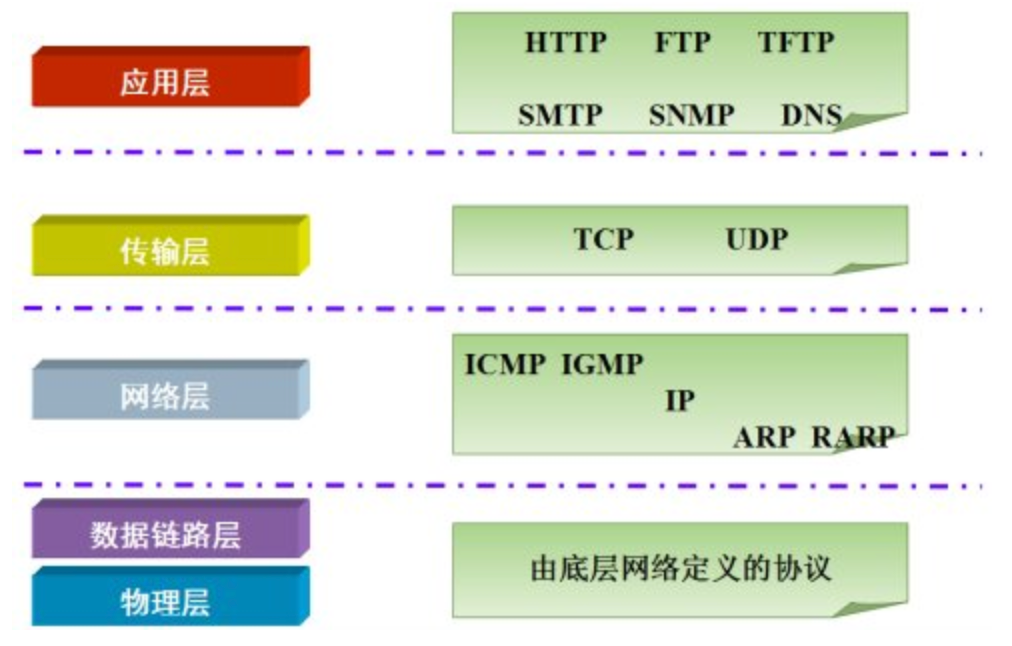 应用层
HTTP FTP TFTP
SMTP SNMP DNS
传输层
TCP UDP
网络层
ICMP IGMP
IP
ARP RARP
数据链路层
物理层
由底层网络定义的协议